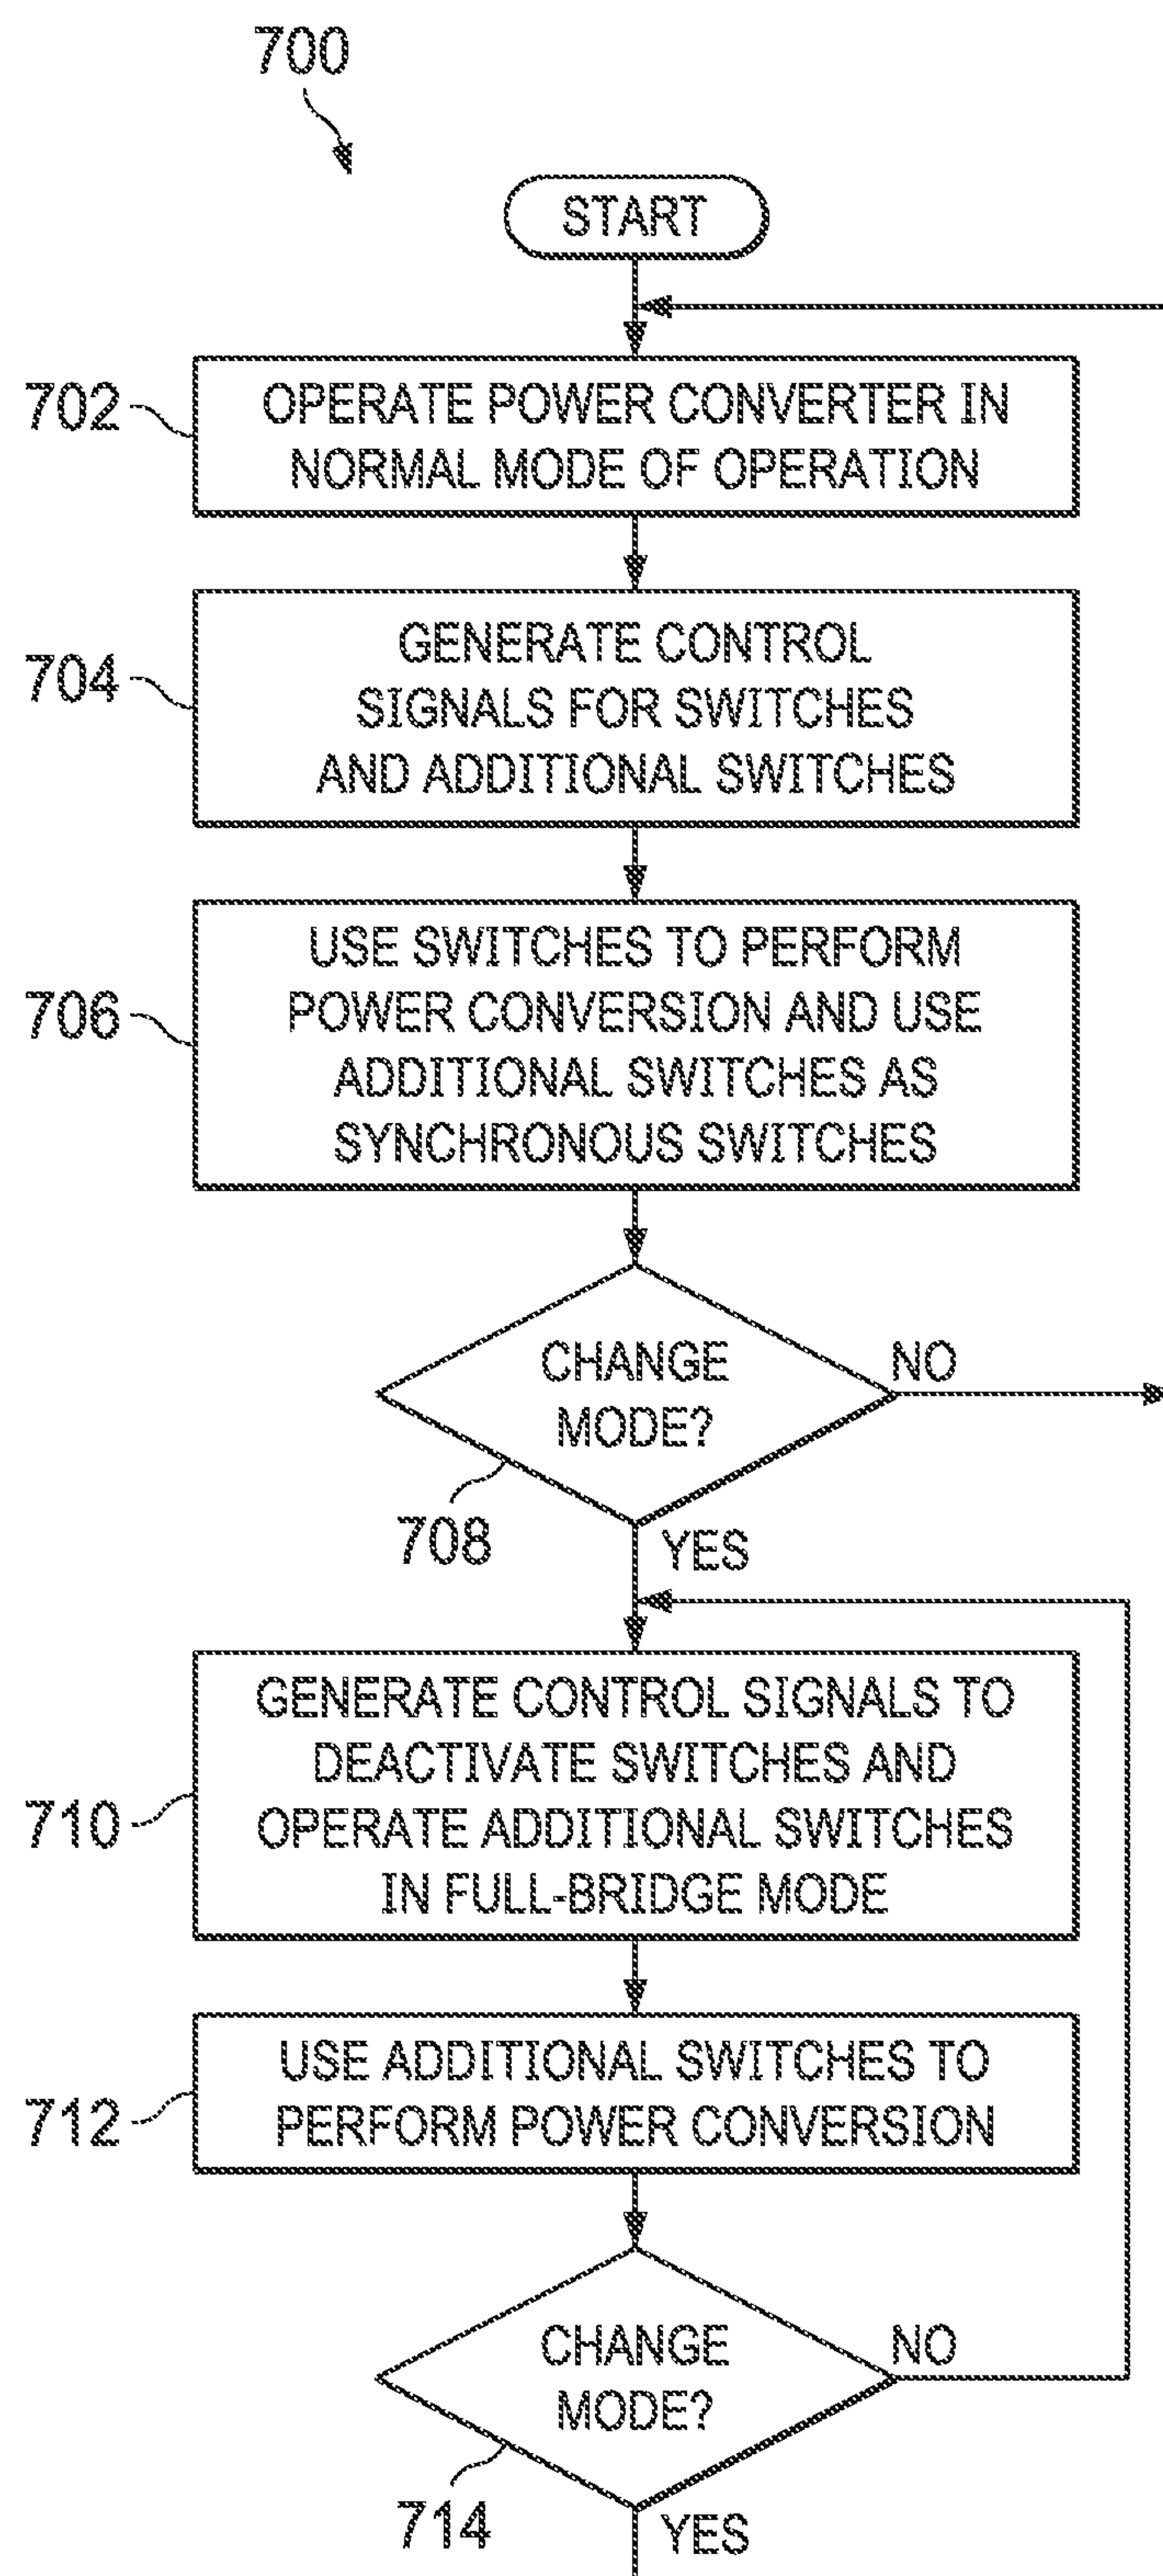 700
START
702
OPERATE POWER CONVERTER IN
NORMAL MODE OF OPERATION
704
GENERATE CONTROL
SIGNALS FOR SWITCHES
AND ADDITIONAL SWITCHES
706
USE SWITCHES TO PERFORM
POWER CONVERSION AND USE
ADDITIONAL SWITCHES AS
SYNCHRONOUS SWITCHES
CHANGE
MODE?
NO
708
YES
710
GENERATE CONTROL SIGNALS TO
DEACTIVATE SWITCHES AND
OPERATE ADDITIONAL SWITCHES
IN FULL-BRIDGE MODE
712
USE ADDITIONAL SWITCHES TO
PERFORM POWER CONVERSION
CHANGE
MODE?
NO
714
YES